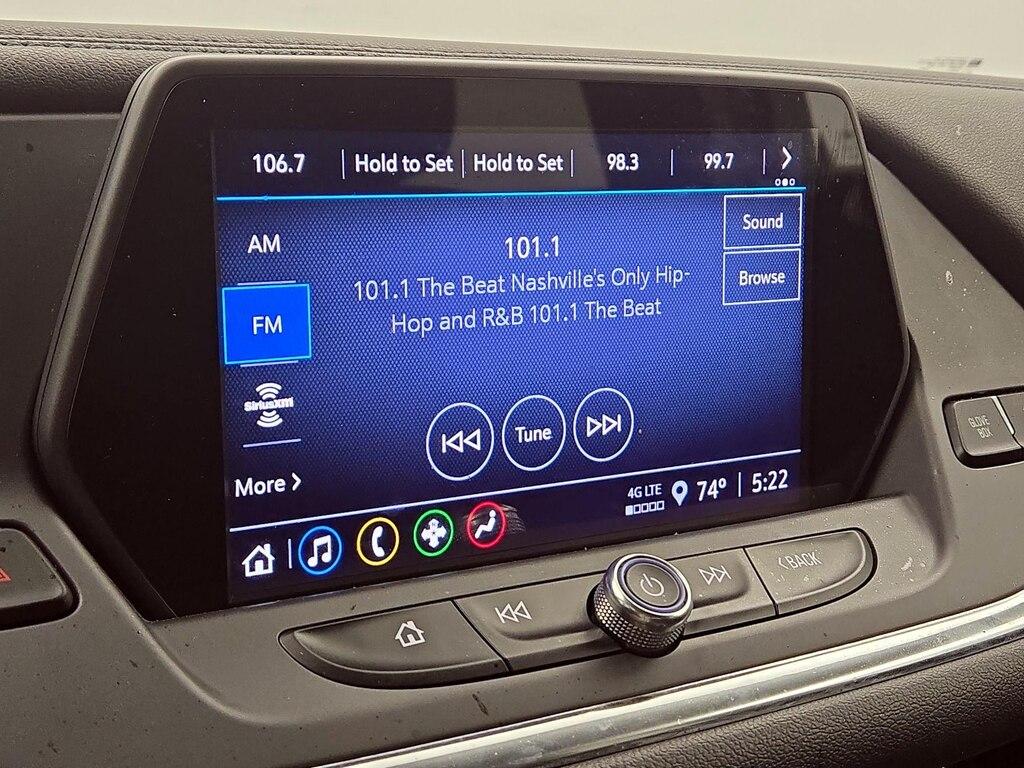 106.7
Hold to Set
Hold to Set
98.3
99.7
AM
FM
SiriusXM
More
101.1
101.1 The Beat Nashville's Only Hip-
Hop and R&B 101.1 The Beat
Sound
Browse
Tune
4G LTE
74°
5:22
BACK
GLOVE
BOX